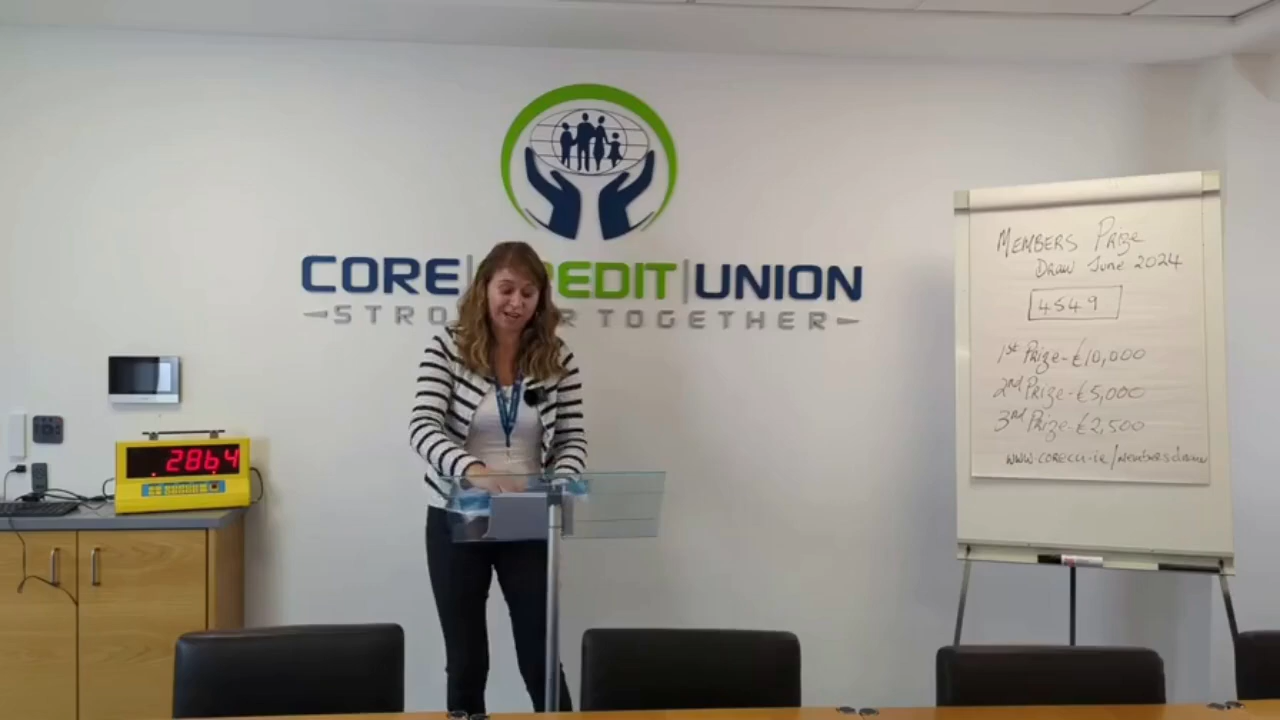 CORE CREDIT UNION
STRO R TOGETHER
2864
MEMBERS PRIZE
DRAW JUNE 2024
4549
1st Prize - €10,000
2nd Prize - €5,000
3rd Prize - €2,500
www.corecu.ie/membersdraw